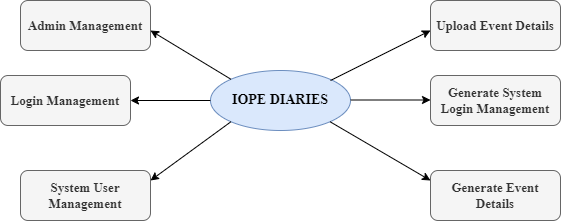 Admin Management
Upload Event Details
IOPE DIARIES
Login Management
Generate System
Login Management
System User
Management
Generate Event
Details